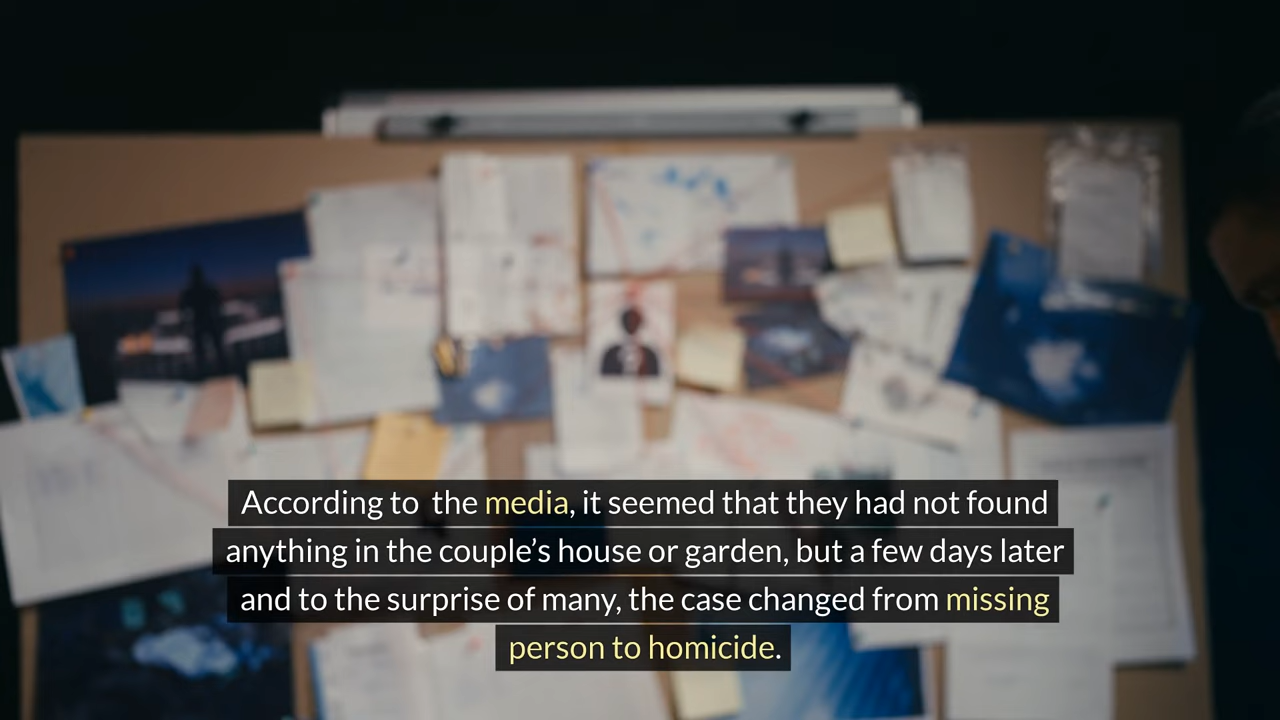 According to  the media, it seemed that they had not found
anything in the couple’s house or garden, but a few days later
and to the surprise of many, the case changed from missing
person to homicide.